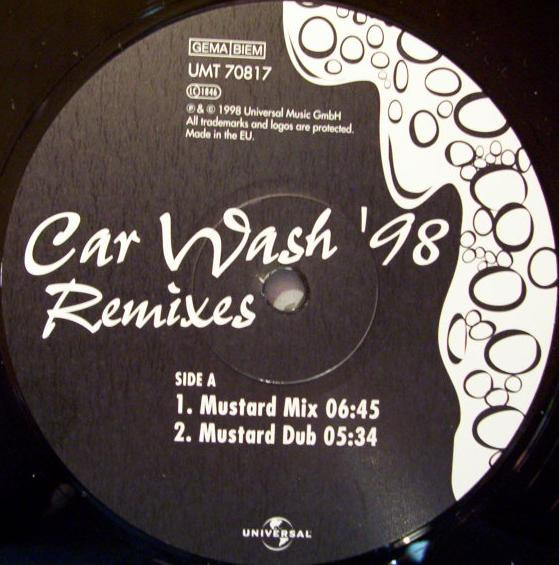 GEMA BIEM
UMT 70817
LC 1846
℗ & © 1998 Universal Music GmbH
All trademarks and logos are protected.
Made in the EU.
Car Wash '98
Remixes
SIDE A
1. Mustard Mix 06:45
2. Mustard Dub 05:34
UNIVERSAL